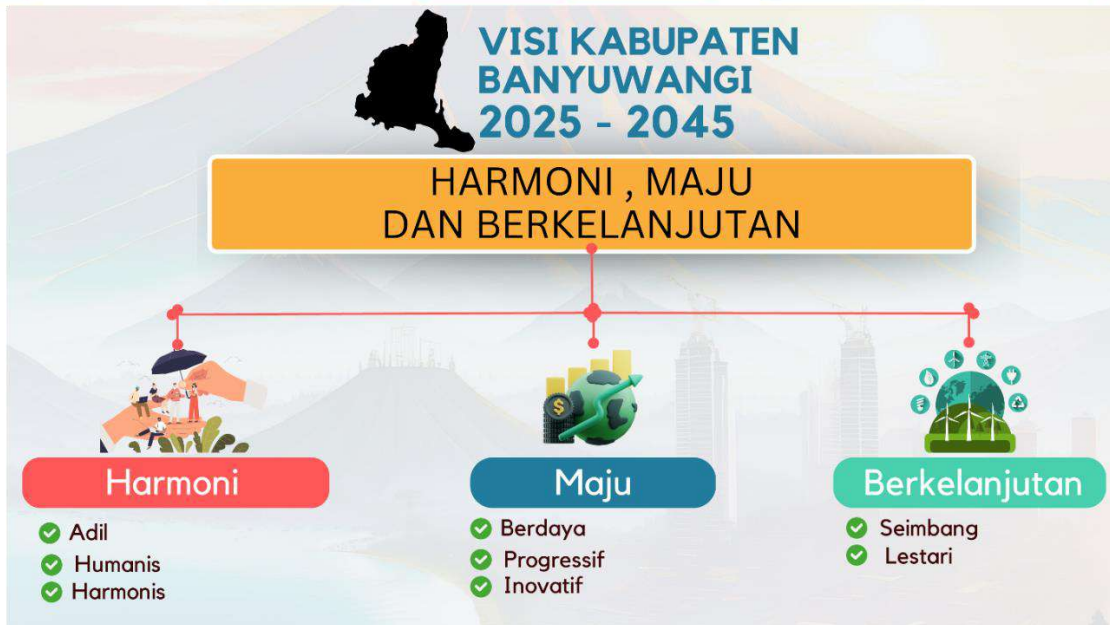 VISI KABUPATEN
BANYUWANGI
2025 - 2045
HARMONI , MAJU
DAN BERKELANJUTAN
Harmoni
Adil
Humanis
Harmonis
Maju
Berdaya
Progressif
Inovatif
Berkelanjutan
Seimbang
Lestari